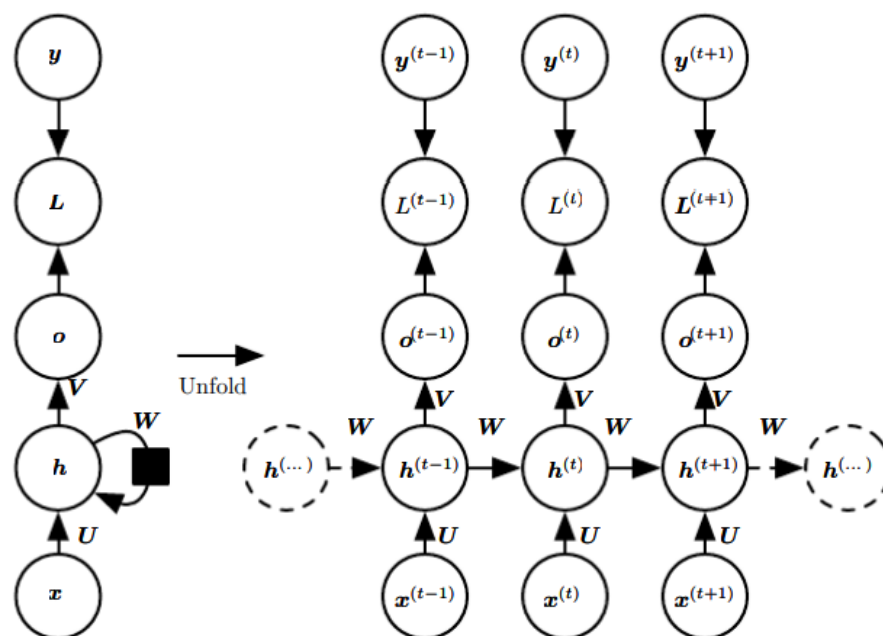 y y^(t−1) y^(t) y^(t+1)
L L^(t−1) L^(t) L^(t+1)
o o^(t−1) o^(t) o^(t+1)
Unfold
V V V V
W W W W W
h h^(...) h^(t−1) h^(t) h^(t+1) h^(...)
U U U U
x x^(t−1) x^(t) x^(t+1)